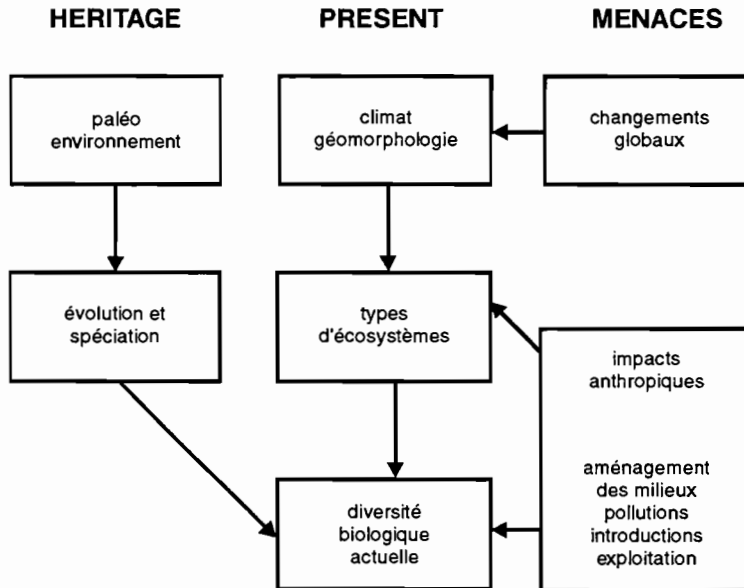 HERITAGE
PRESENT
MENACES
paléo
environnement
climat
géomorphologie
changements
globaux
évolution et
spéciation
types
d'écosystèmes
impacts
anthropiques
aménagement
des milieux
pollutions
introductions
exploitation
diversité
biologique
actuelle